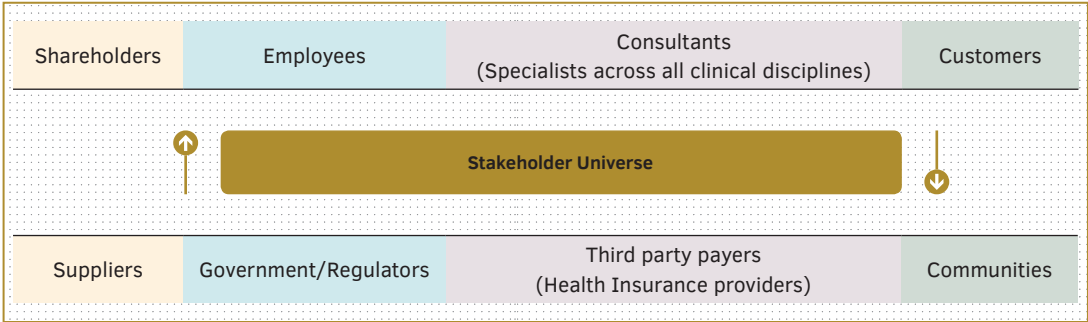 Shareholders
Employees
Consultants
(Specialists across all clinical disciplines)
Customers
Stakeholder Universe
Suppliers
Government/Regulators
Third party payers
(Health Insurance providers)
Communities